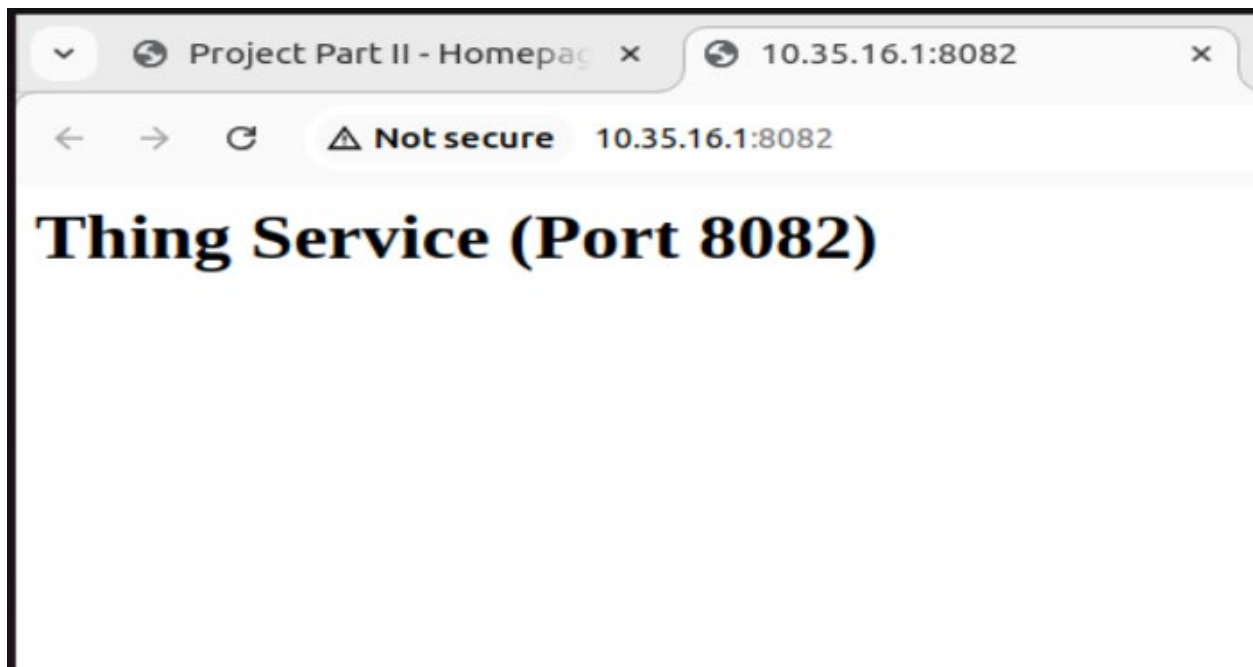 Project Part II - Homepag
10.35.16.1:8082
Not secure 10.35.16.1:8082
Thing Service (Port 8082)